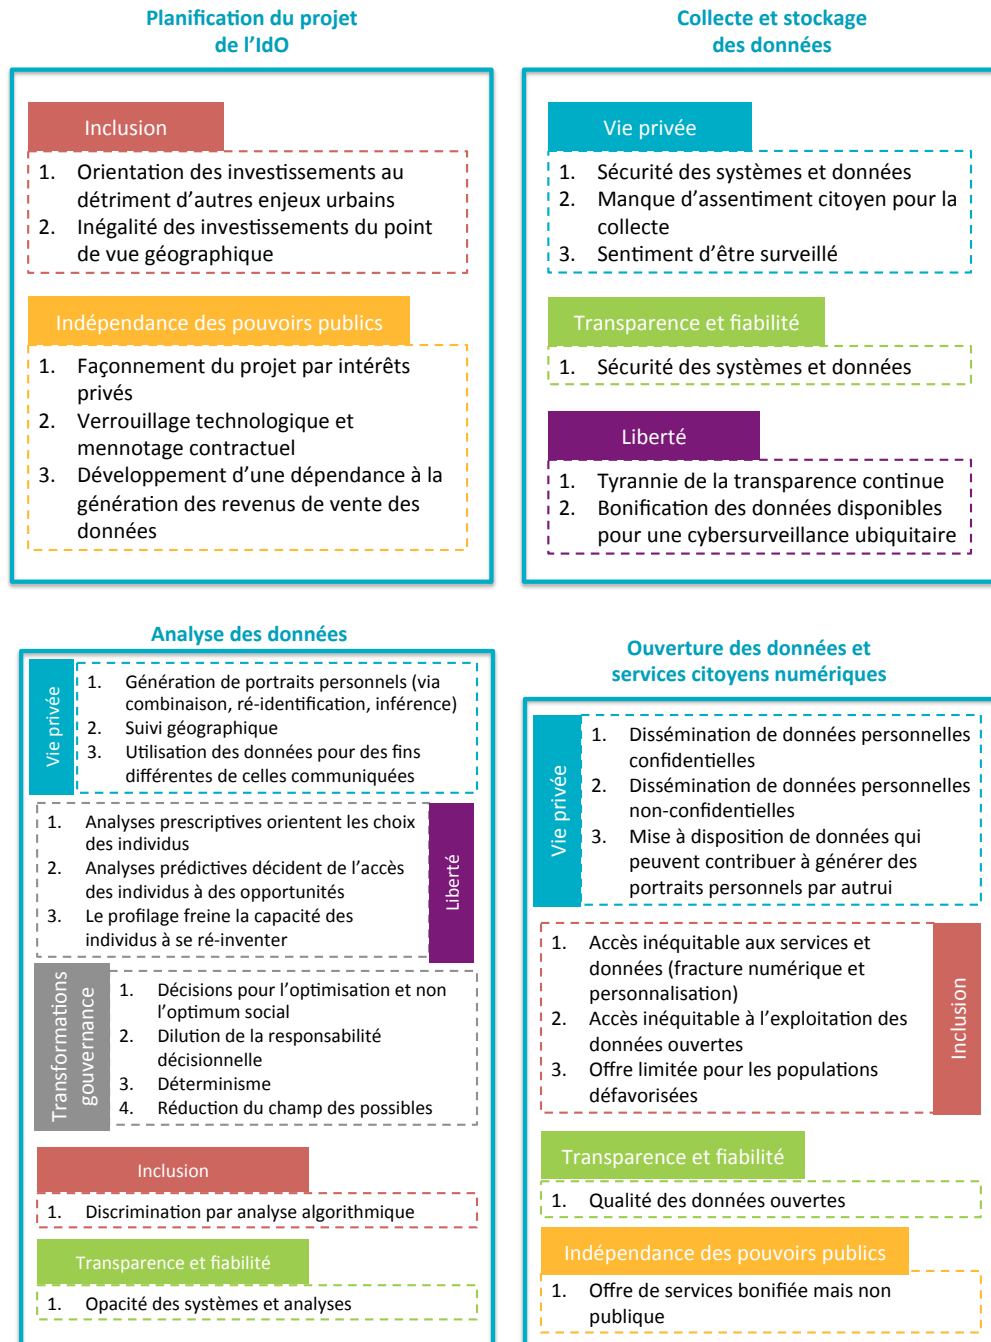 Planification du projet
de l'IdO
Inclusion
1. Orientation des investissements au
détriment d'autres enjeux urbains
2. Inégalité des investissements du point
de vue géographique
Indépendance des pouvoirs publics
1. Façonnement du projet par intérêts
privés
2. Verrouillage technologique et
mennotage contractuel
3. Développement d'une dépendance à la
génération des revenus de vente des
données
Collecte et stockage
des données
Vie privée
1. Sécurité des systèmes et données
2. Manque d'assentiment citoyen pour la
collecte
3. Sentiment d'être surveillé
Transparence et fiabilité
1. Sécurité des systèmes et données
Liberté
1. Tyrannie de la transparence continue
2. Bonification des données disponibles
pour une cybersurveillance ubiquitaire
Analyse des données
Vie privée
1. Génération de portraits personnels (via
combinaison, ré-identification, inférence)
2. Suivi géographique
3. Utilisation des données pour des fins
différentes de celles communiquées
1. Analyses prescriptives orientent les choix
des individus
2. Analyses prédictives décident de l'accès
des individus à des opportunités
3. Le profilage freine la capacité des
individus à se ré-inventer
Liberté
Transformations
gouvernance
1. Décisions pour l'optimisation et non
l'optimum social
2. Dilution de la responsabilité
décisionnelle
3. Déterminisme
4. Réduction du champ des possibles
Inclusion
1. Discrimination par analyse algorithmique
Transparence et fiabilité
1. Opacité des systèmes et analyses
Ouverture des données et
services citoyens numériques
Vie privée
1. Dissémination de données personnelles
confidentielles
2. Dissémination de données personnelles
non-confidentielles
3. Mise à disposition de données qui
peuvent contribuer à générer des
portraits personnels par autrui
1. Accès inéquitable aux services et
données (fracture numérique et
personnalisation)
2. Accès inéquitable à l'exploitation des
données ouvertes
3. Offre limitée pour les populations
défavorisées
Inclusion
Transparence et fiabilité
1. Qualité des données ouvertes
Indépendance des pouvoirs publics
1. Offre de services bonifiée mais non
publique